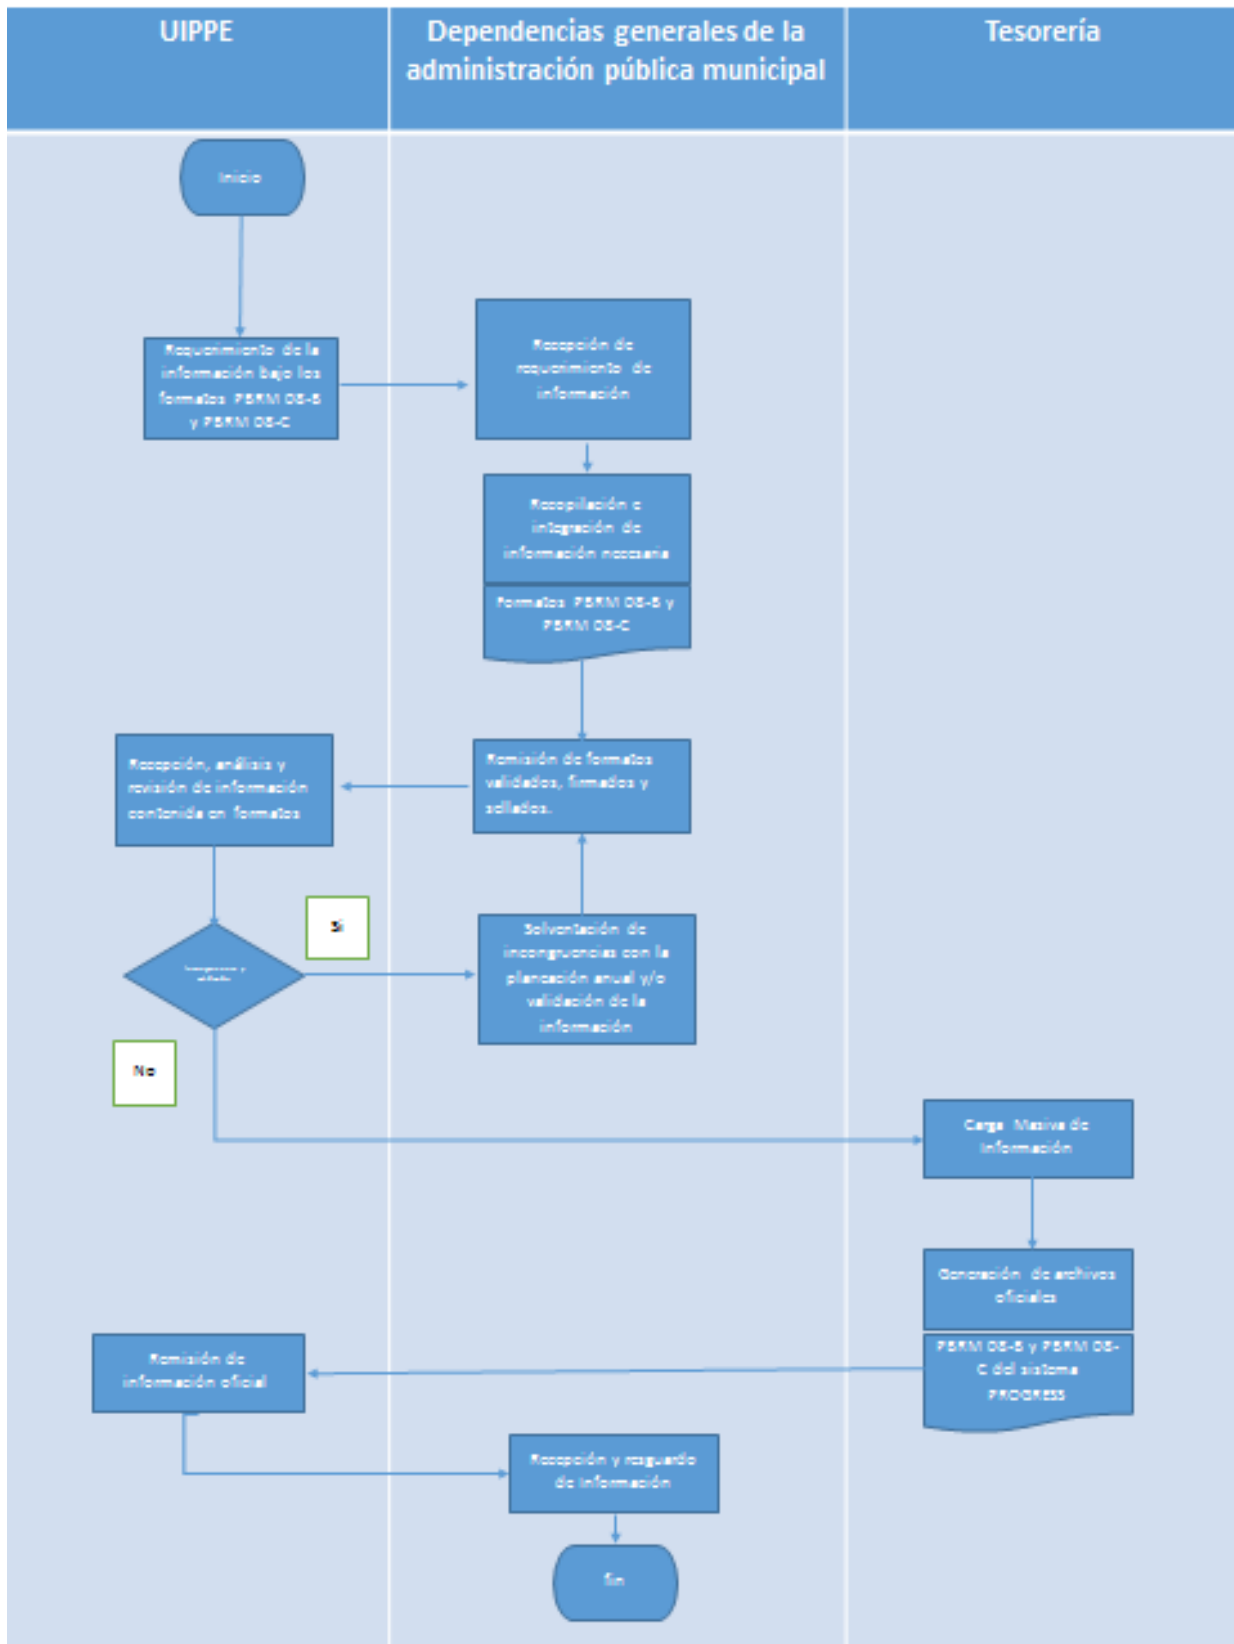 UIPPE
Dependencias generales de la
administración pública municipal
Tesorería
Inicio
Requerimiento de la
información bajo los
formatos PBRM 08-B
y PBRM 08-C
Recepción de
requerimiento de
información
Recopilación e
integración de
información necesaria
Formatos PBRM 08-B y
PBRM 08-C
Recepción, análisis y
revisión de información
contenida en formatos
Remisión de formatos
validados, firmados y
sellados.
Si
Solventación de
incongruencias con la
planeación anual y/o
validación de la
información
No
Carga Masiva de
Información
Generación de archivos
oficiales
PBRM 08-B y PBRM 08-
C del sistema
PROGRESS
Remisión de
información oficial
Recepción y resguardo
de Información
fin